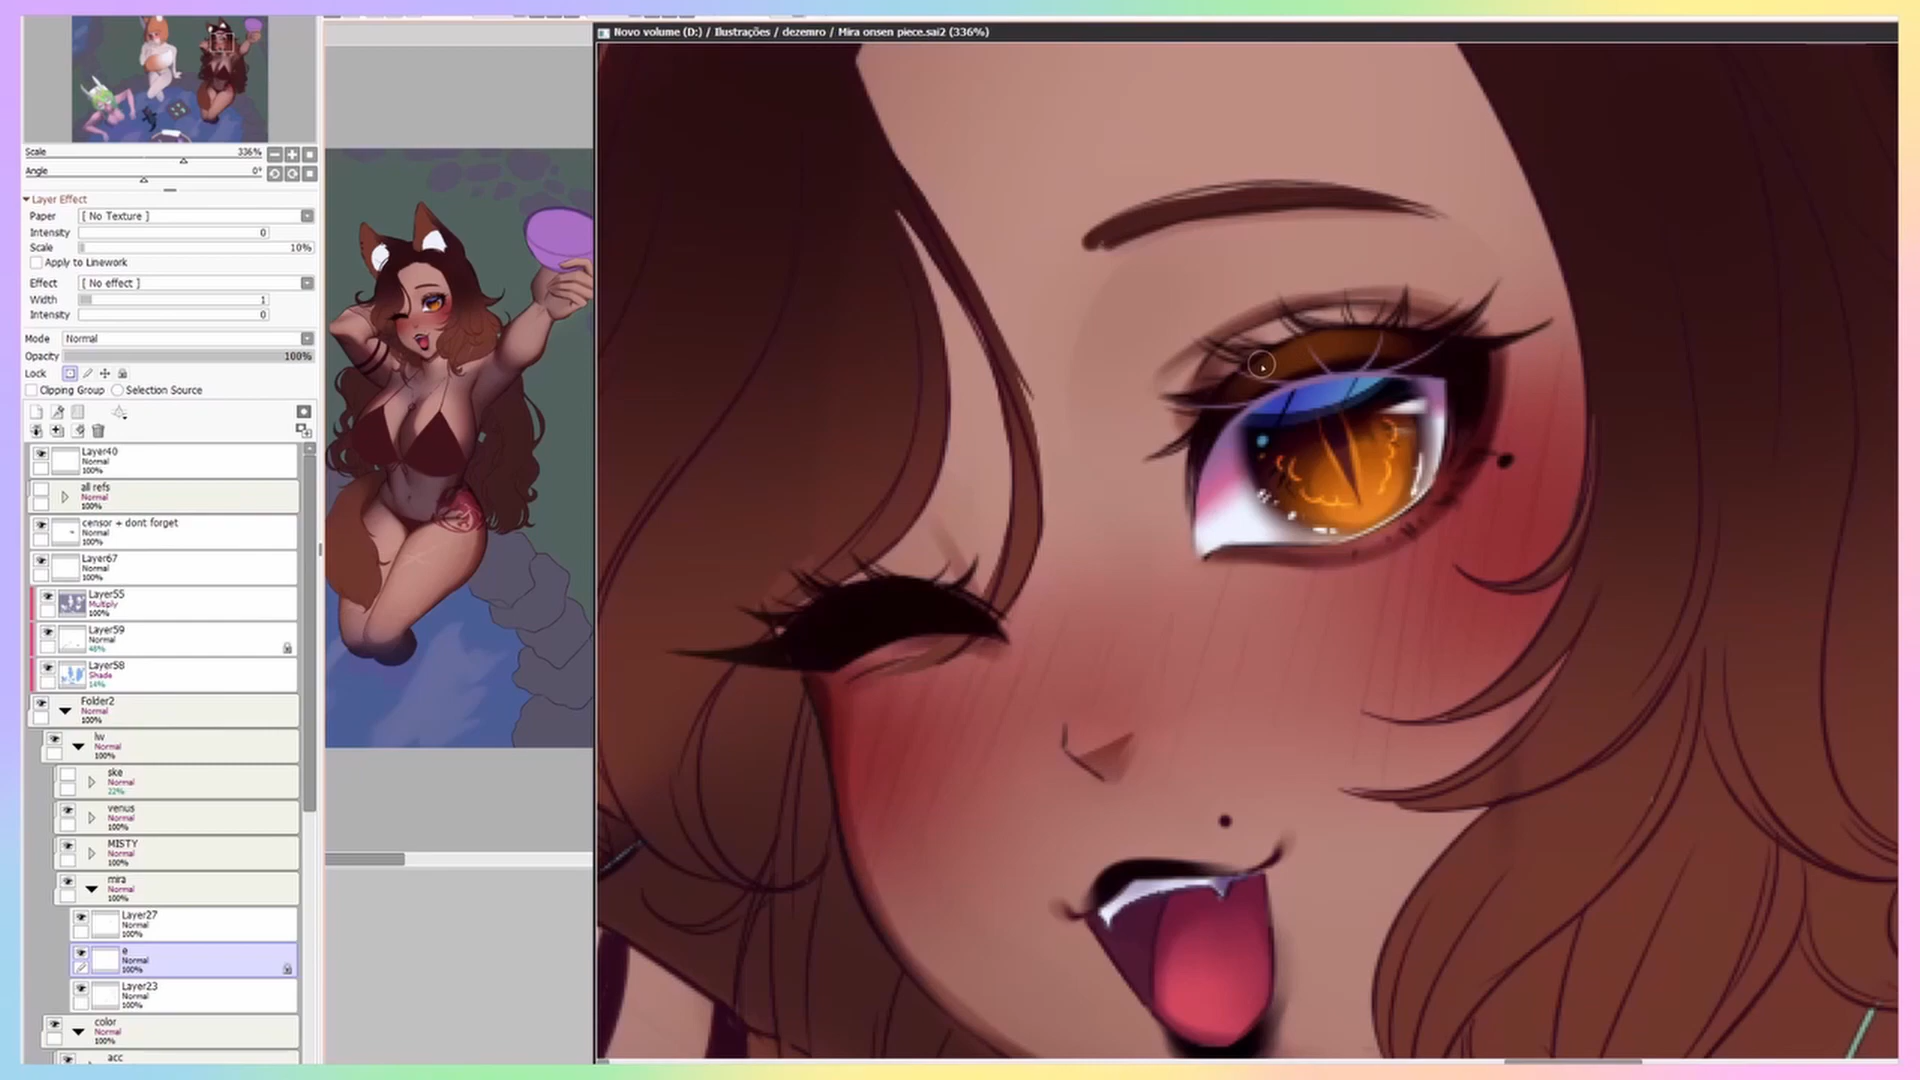 Novo volume (D:) / Ilustrações / dezemro / Mira onsen piece.sai2 (336%)
Scale 336%
Angle 0°
Layer Effect
Paper [ No Texture ]
Intensity 0
Scale 10%
Apply to Linework
Effect [ No effect ]
Width 1
Intensity 0
Mode Normal
Opacity 100%
Lock
Clipping Group Selection Source
Layer40
Normal
100%
all refs
Normal
100%
censor + dont forget
Normal
100%
Layer67
Normal
100%
Layer55
Multiply
100%
Layer59
Normal
48%
Layer58
Shade
14%
Folder2
Normal
100%
lw
Normal
100%
ske
Normal
22%
venus
Normal
100%
MISTY
Normal
100%
mira
Normal
100%
Layer27
Normal
100%
e
Normal
100%
Layer23
Normal
100%
color
Normal
100%
acc